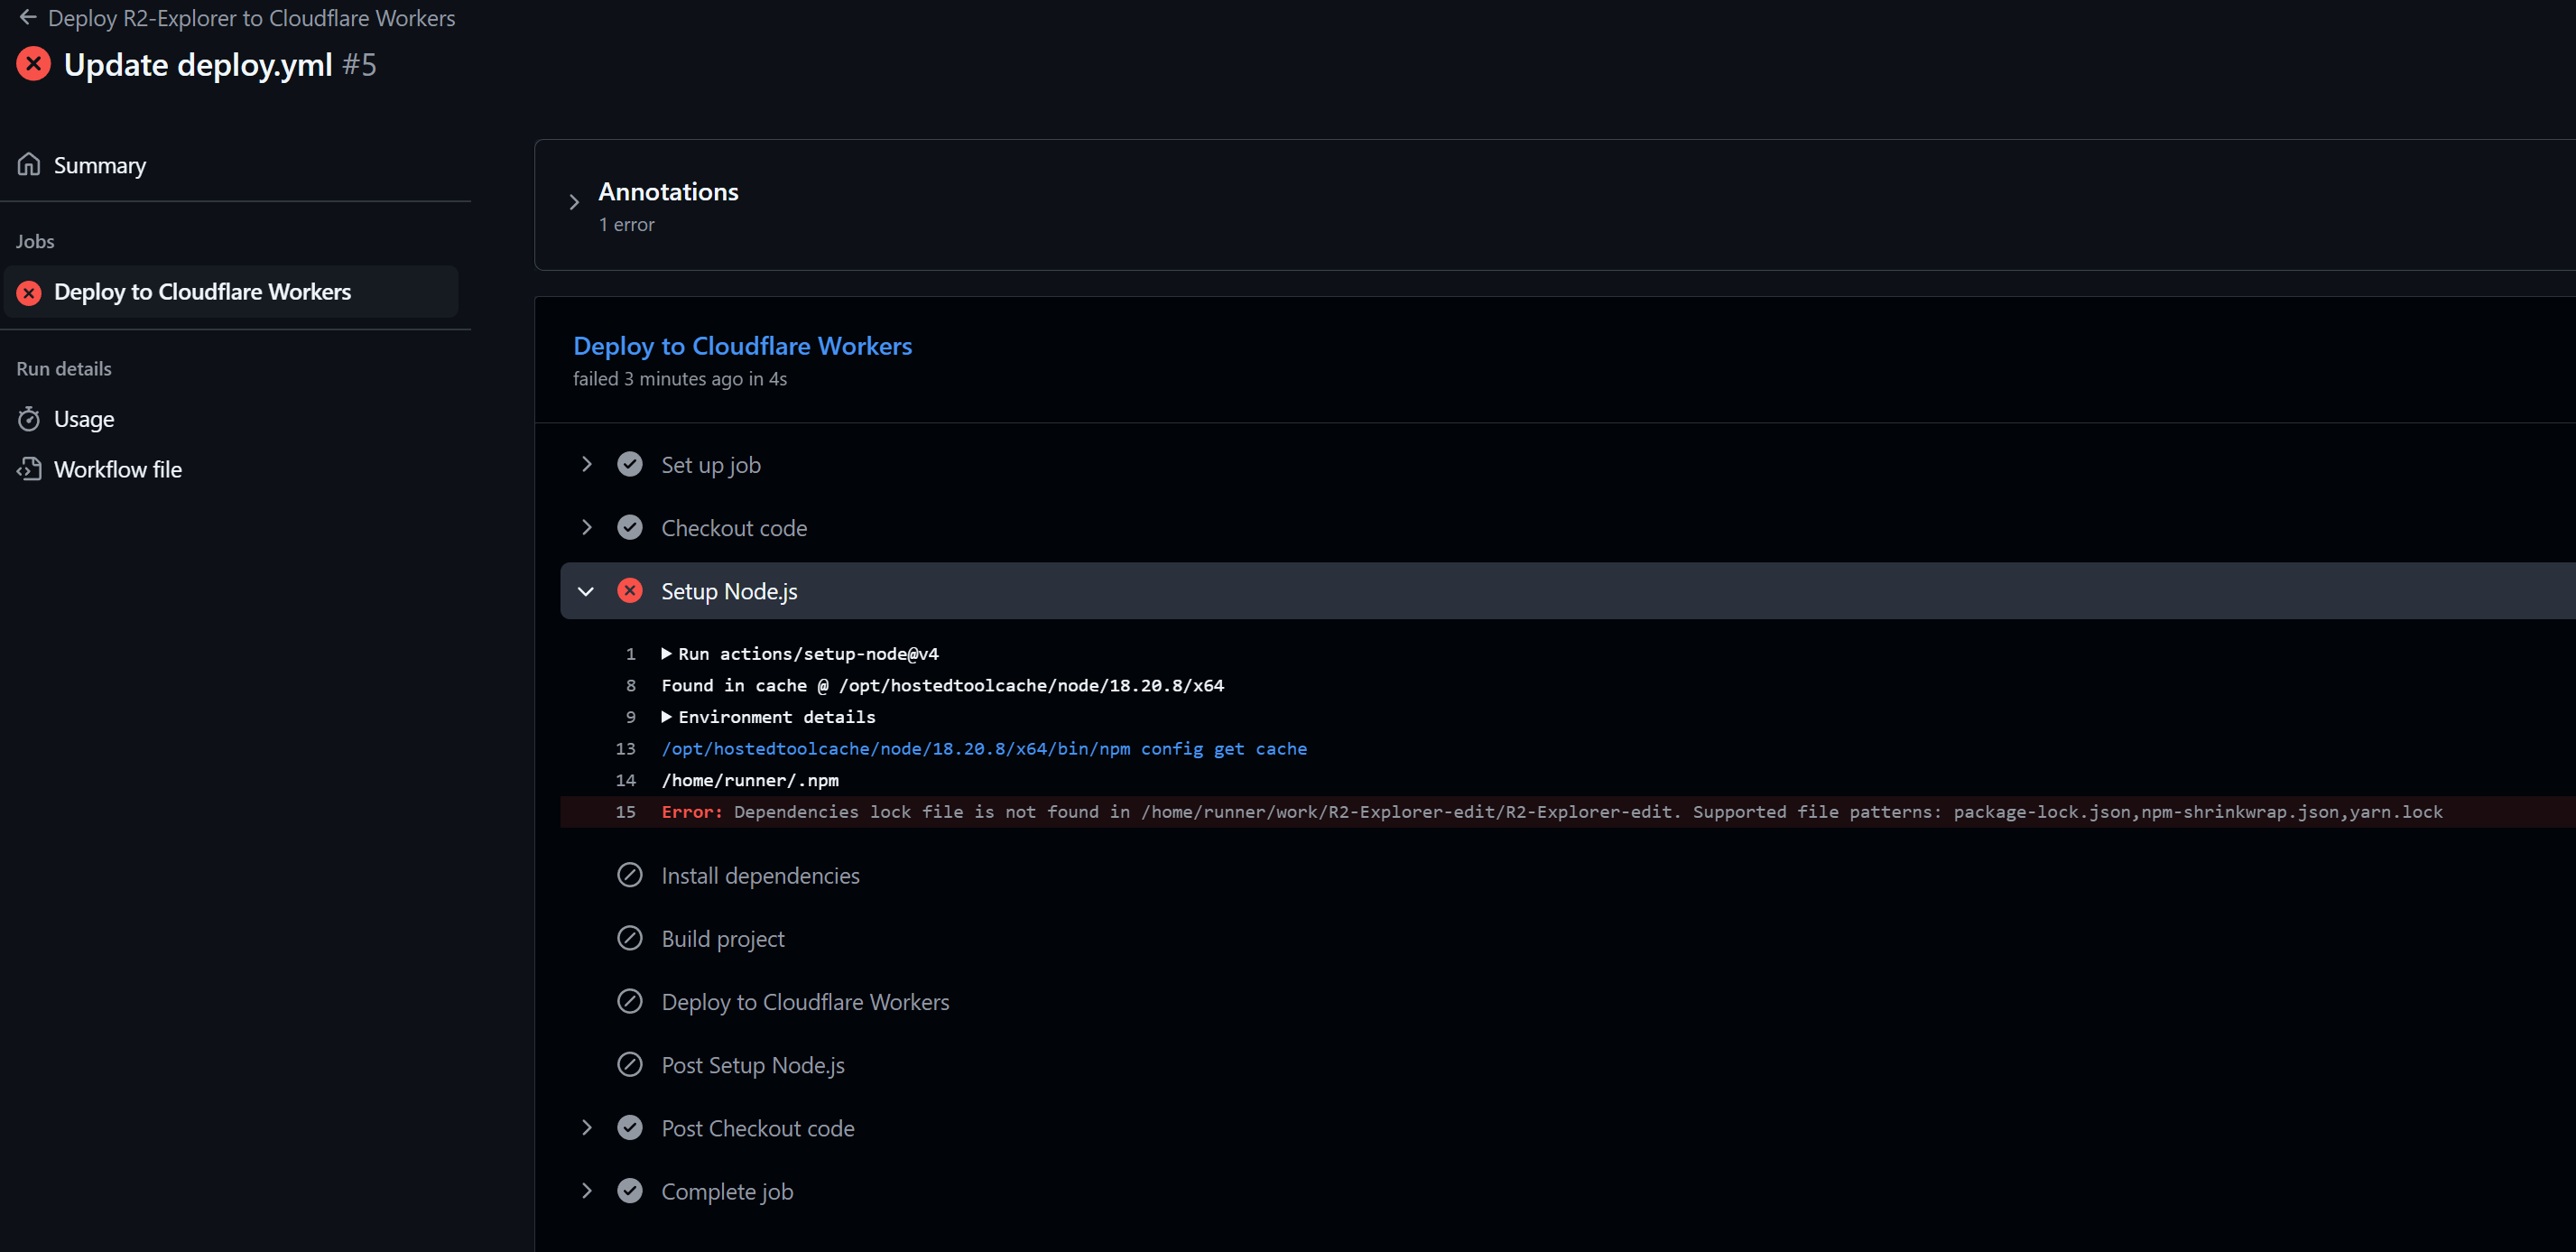 Deploy R2-Explorer to Cloudflare Workers
Update deploy.yml #5
Summary
Jobs
Deploy to Cloudflare Workers
Run details
Usage
Workflow file
Annotations
1 error
Deploy to Cloudflare Workers
failed 3 minutes ago in 4s
Set up job
Checkout code
Setup Node.js
1 Run actions/setup-node@v4
8 Found in cache @ /opt/hostedtoolcache/node/18.20.8/x64
9 Environment details
13 /opt/hostedtoolcache/node/18.20.8/x64/bin/npm config get cache
14 /home/runner/.npm
15 Error: Dependencies lock file is not found in /home/runner/work/R2-Explorer-edit/R2-Explorer-edit. Supported file patterns: package-lock.json,npm-shrinkwrap.json,yarn.lock
Install dependencies
Build project
Deploy to Cloudflare Workers
Post Setup Node.js
Post Checkout code
Complete job